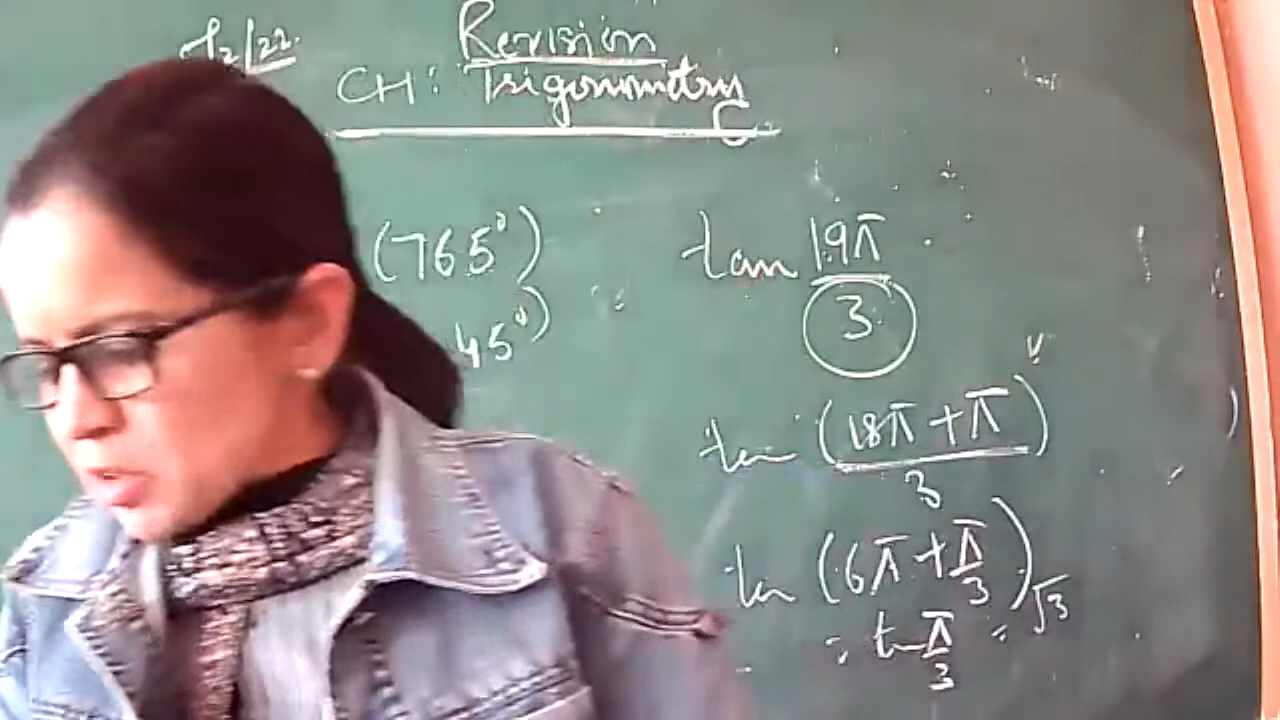 Revision
CH: Trigonometry
(765°)
45°)
tan 19π/3
tan (18π+π)/3
tan (6π+π/3)
= tan π/3 = √3